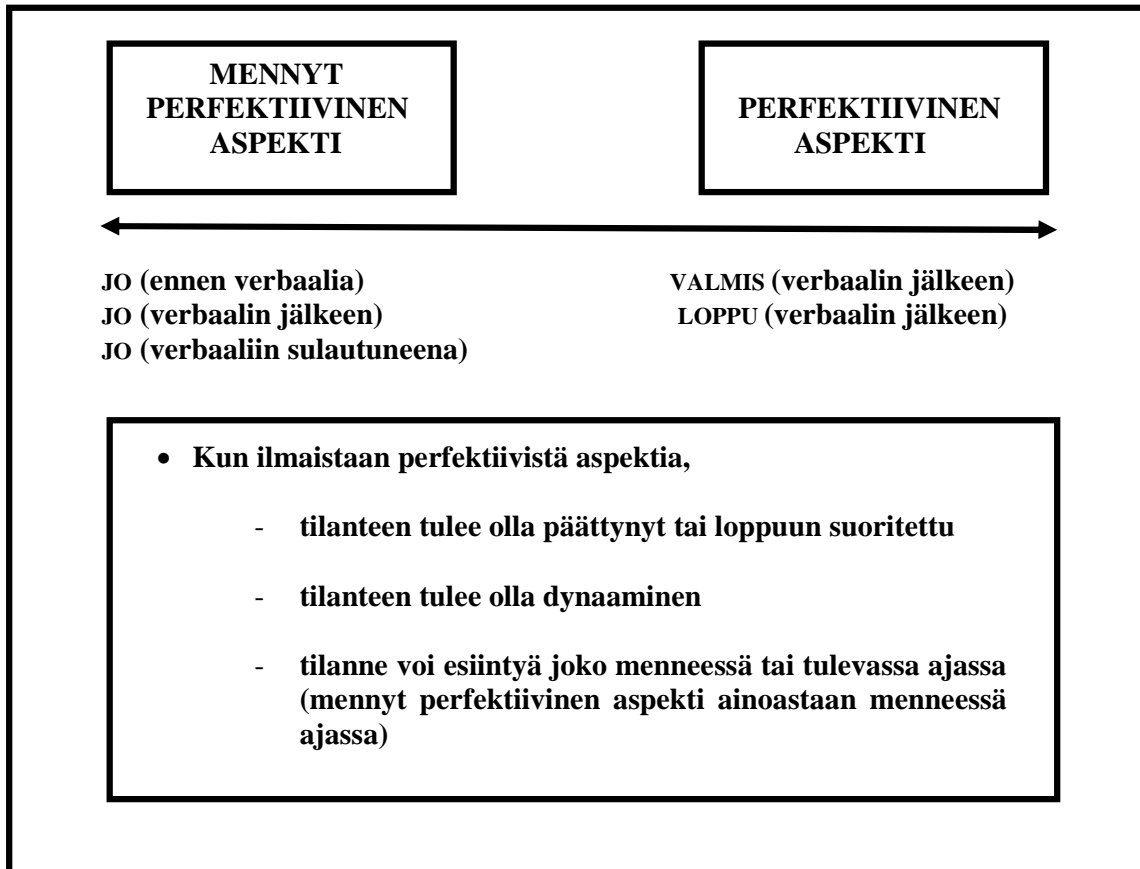 MENNYT
PERFEKTIIVINEN
ASPEKTI
PERFEKTIIVINEN
ASPEKTI
JO (ennen verbaalia)
JO (verbaalin jälkeen)
JO (verbaaliin sulautuneena)
VALMIS (verbaalin jälkeen)
LOPPU (verbaalin jälkeen)
• Kun ilmaistaan perfektiivistä aspektia,
- tilanteen tulee olla päättynyt tai loppuun suoritettu
- tilanteen tulee olla dynaaminen
- tilanne voi esiintyä joko menneessä tai tulevassa ajassa
(mennyt perfektiivinen aspekti ainoastaan menneessä
ajassa)